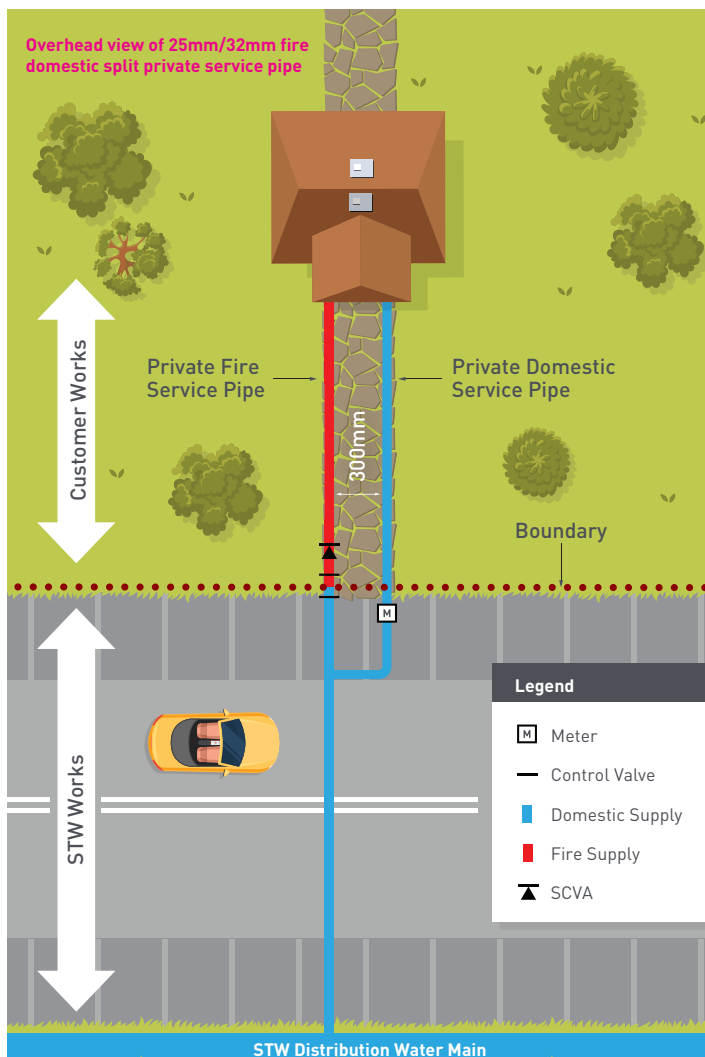 Overhead view of 25mm/32mm fire
domestic split private service pipe
Customer Works
Private Fire
Service Pipe
Private Domestic
Service Pipe
300mm
Boundary
M
STW Works
Legend
M Meter
Control Valve
Domestic Supply
Fire Supply
SCVA
STW Distribution Water Main